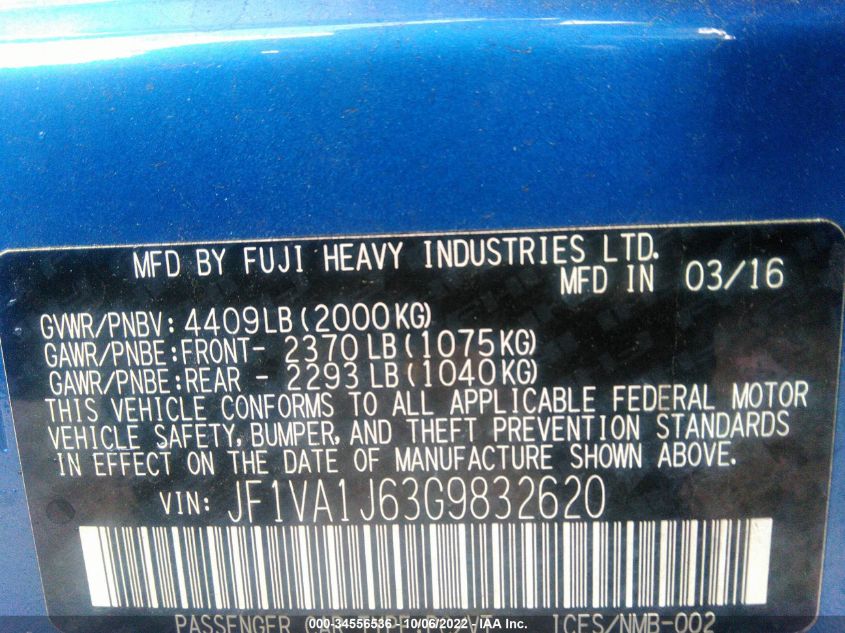 MFD BY FUJI HEAVY INDUSTRIES LTD.
MFD IN 03/16
GVWR/PNBV: 4409LB(2000KG)
GAWR/PNBE:FRONT- 2370LB(1075KG)
GAWR/PNBE:REAR - 2293LB(1040KG)
THIS VEHICLE CONFORMS TO ALL APPLICABLE FEDERAL MOTOR
VEHICLE SAFETY, BUMPER, AND THEFT PREVENTION STANDARDS
IN EFFECT ON THE DATE OF MANUFACTURE SHOWN ABOVE.
VIN: JF1VA1J63G9832620
PASSENGER CAR ICES/NMB-002
000-34556536 - 10/06/2022 - © IAA, Inc.